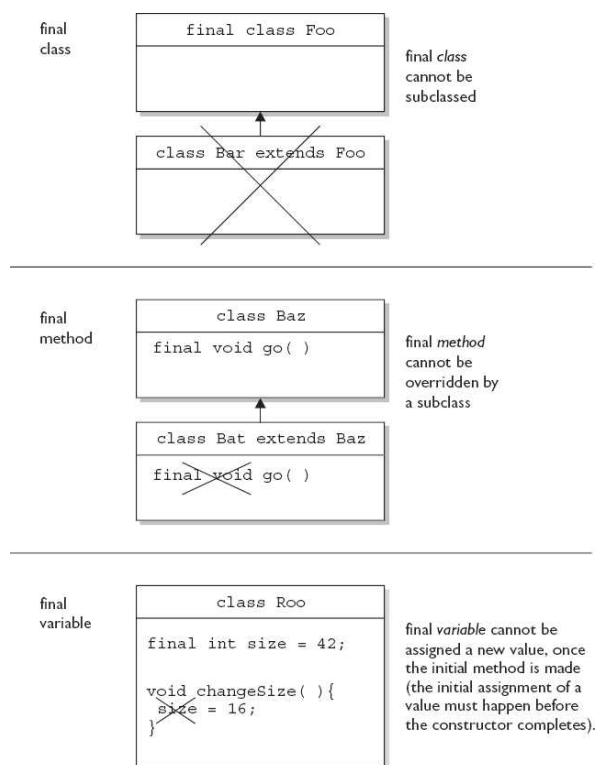 final
class
final class Foo
class Bar extends Foo
final class
cannot be
subclassed
final
method
class Baz
final void go( )
class Bat extends Baz
final void go( )
final method
cannot be
overridden by
a subclass
final
variable
class Roo
final int size = 42;
void changeSize( ){
size = 16;
}
final variable cannot be
assigned a new value, once
the initial method is made
(the initial assignment of a
value must happen before
the constructor completes).